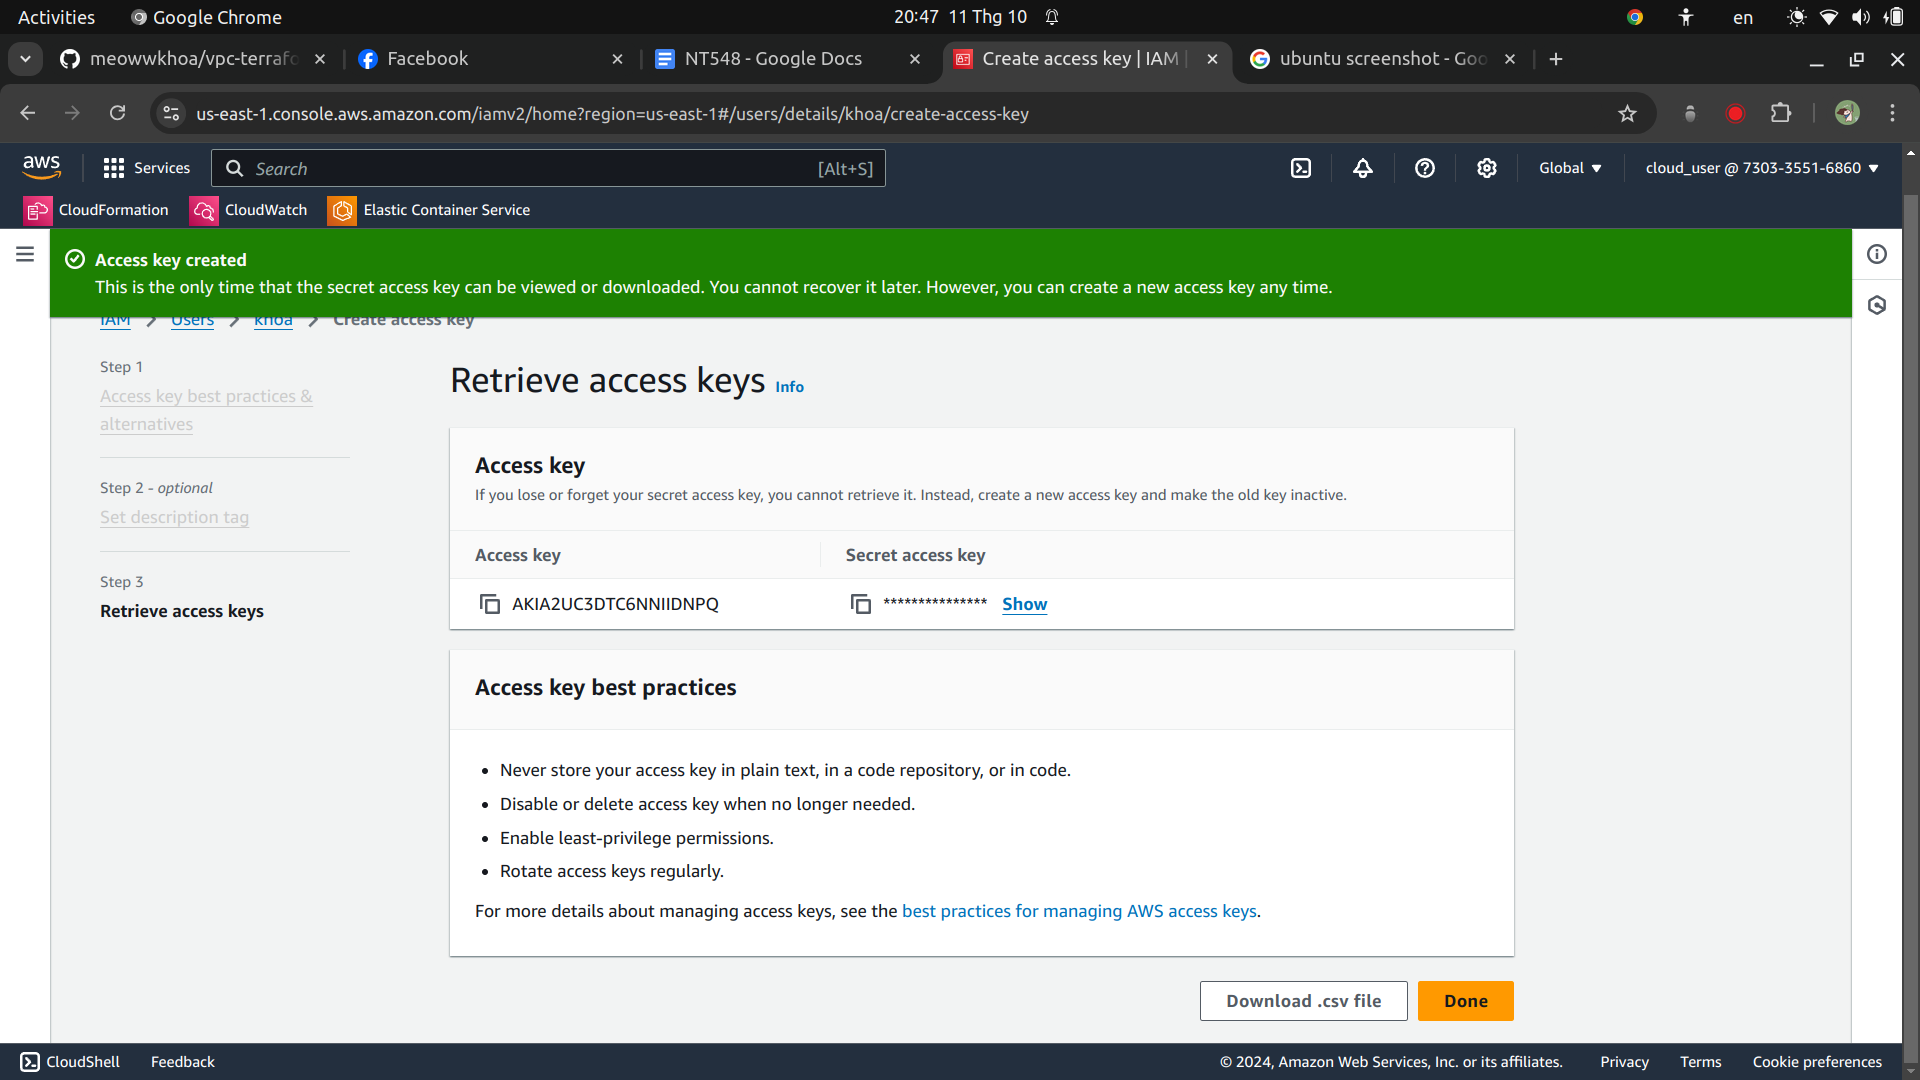 Activities
Google Chrome
20:47 11 Thg 10
en
meowwkhoa/vpc-terrafo
Facebook
NT548 - Google Docs
Create access key | IAM |
ubuntu screenshot - Goo
us-east-1.console.aws.amazon.com/iamv2/home?region=us-east-1#/users/details/khoa/create-access-key
aws
Services
Search
[Alt+S]
Global
cloud_user @ 7303-3551-6860
CloudFormation
CloudWatch
Elastic Container Service
Access key created
This is the only time that the secret access key can be viewed or downloaded. You cannot recover it later. However, you can create a new access key any time.
IAM > Users > khoa > Create access key
Step 1
Access key best practices &
alternatives
Step 2 - optional
Set description tag
Step 3
Retrieve access keys
Retrieve access keys Info
Access key
If you lose or forget your secret access key, you cannot retrieve it. Instead, create a new access key and make the old key inactive.
Access key
Secret access key
AKIA2UC3DTC6NNIIDNPQ
*************** Show
Access key best practices
• Never store your access key in plain text, in a code repository, or in code.
• Disable or delete access key when no longer needed.
• Enable least-privilege permissions.
• Rotate access keys regularly.
For more details about managing access keys, see the best practices for managing AWS access keys.
Download .csv file
Done
CloudShell
Feedback
© 2024, Amazon Web Services, Inc. or its affiliates.
Privacy
Terms
Cookie preferences